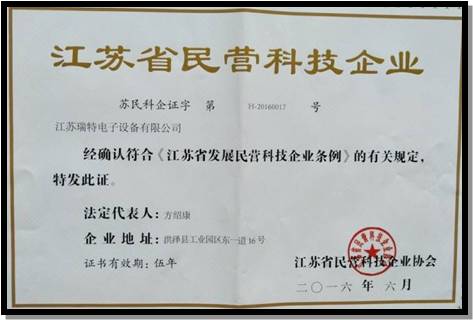 江苏省民营科技企业
苏民科企证字 第 H-20160017 号
江苏瑞特电子设备有限公司
经确认符合《江苏省发展民营科技企业条例》的有关规定，
特发此证。
法定代表人：方绍康
企业地址：洪泽县工业园区东一道16号
证书有效期：伍年
江苏省民营科技企业协会
二〇一六年六月